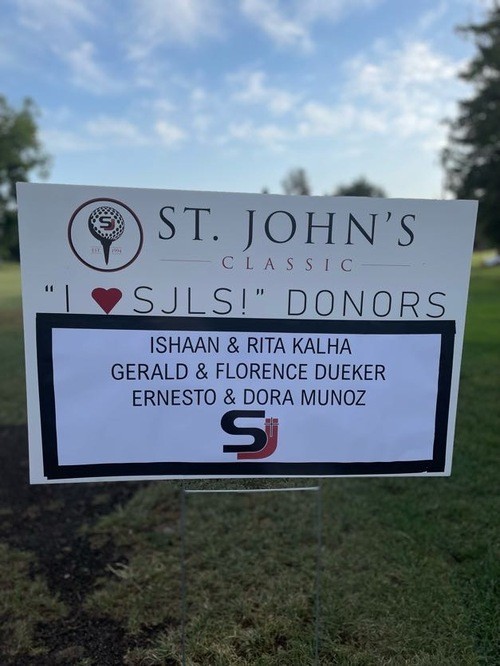 ST. JOHN'S
CLASSIC
"I ❤ SJLS!" DONORS
ISHAAN & RITA KALHA
GERALD & FLORENCE DUEKER
ERNESTO & DORA MUNOZ
SJ